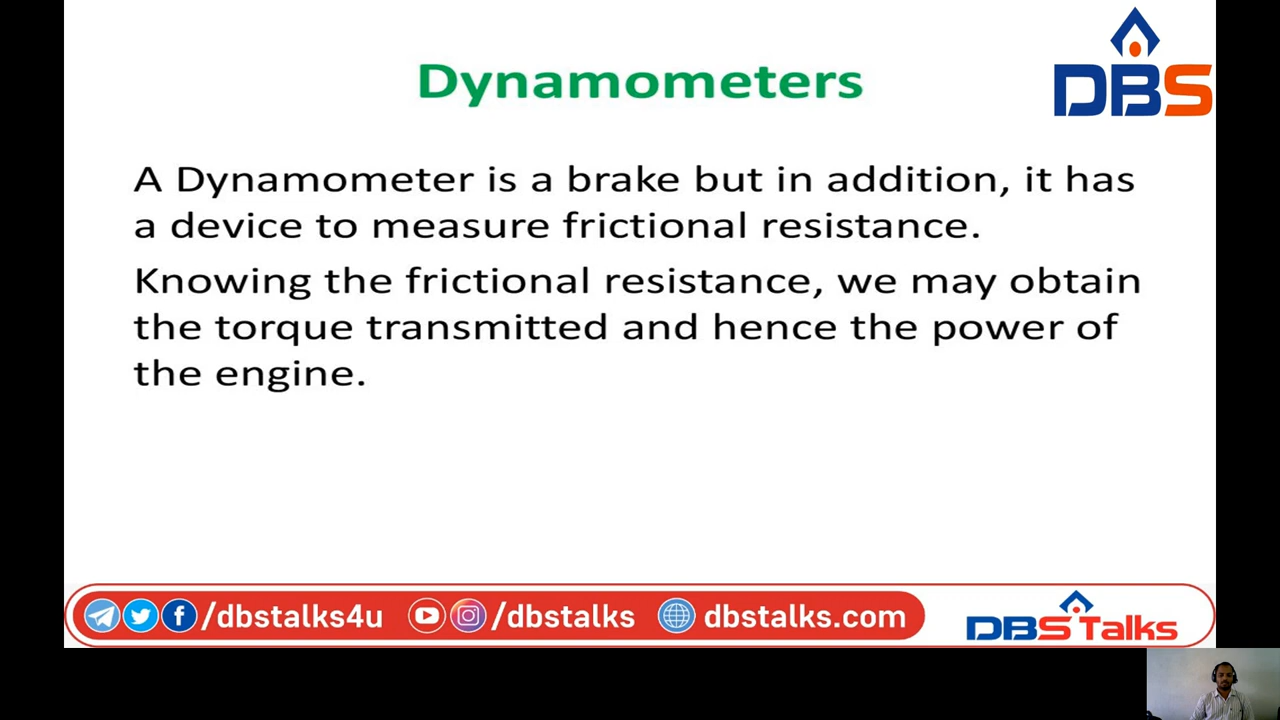 Dynamometers
DBS
A Dynamometer is a brake but in addition, it has
a device to measure frictional resistance.
Knowing the frictional resistance, we may obtain
the torque transmitted and hence the power of
the engine.
/dbstalks4u /dbstalks dbstalks.com
DBS Talks